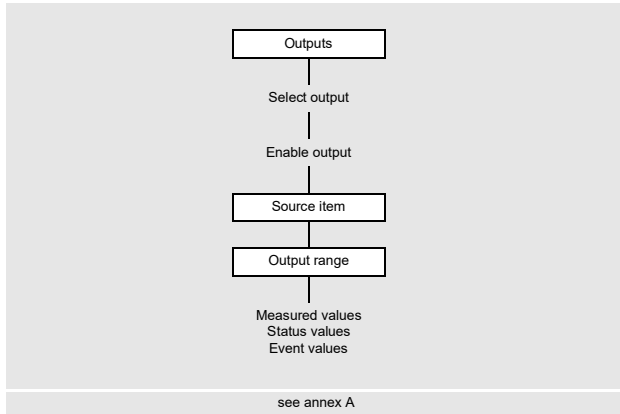 Outputs
Select output
Enable output
Source item
Output range
Measured values
Status values
Event values
see annex A